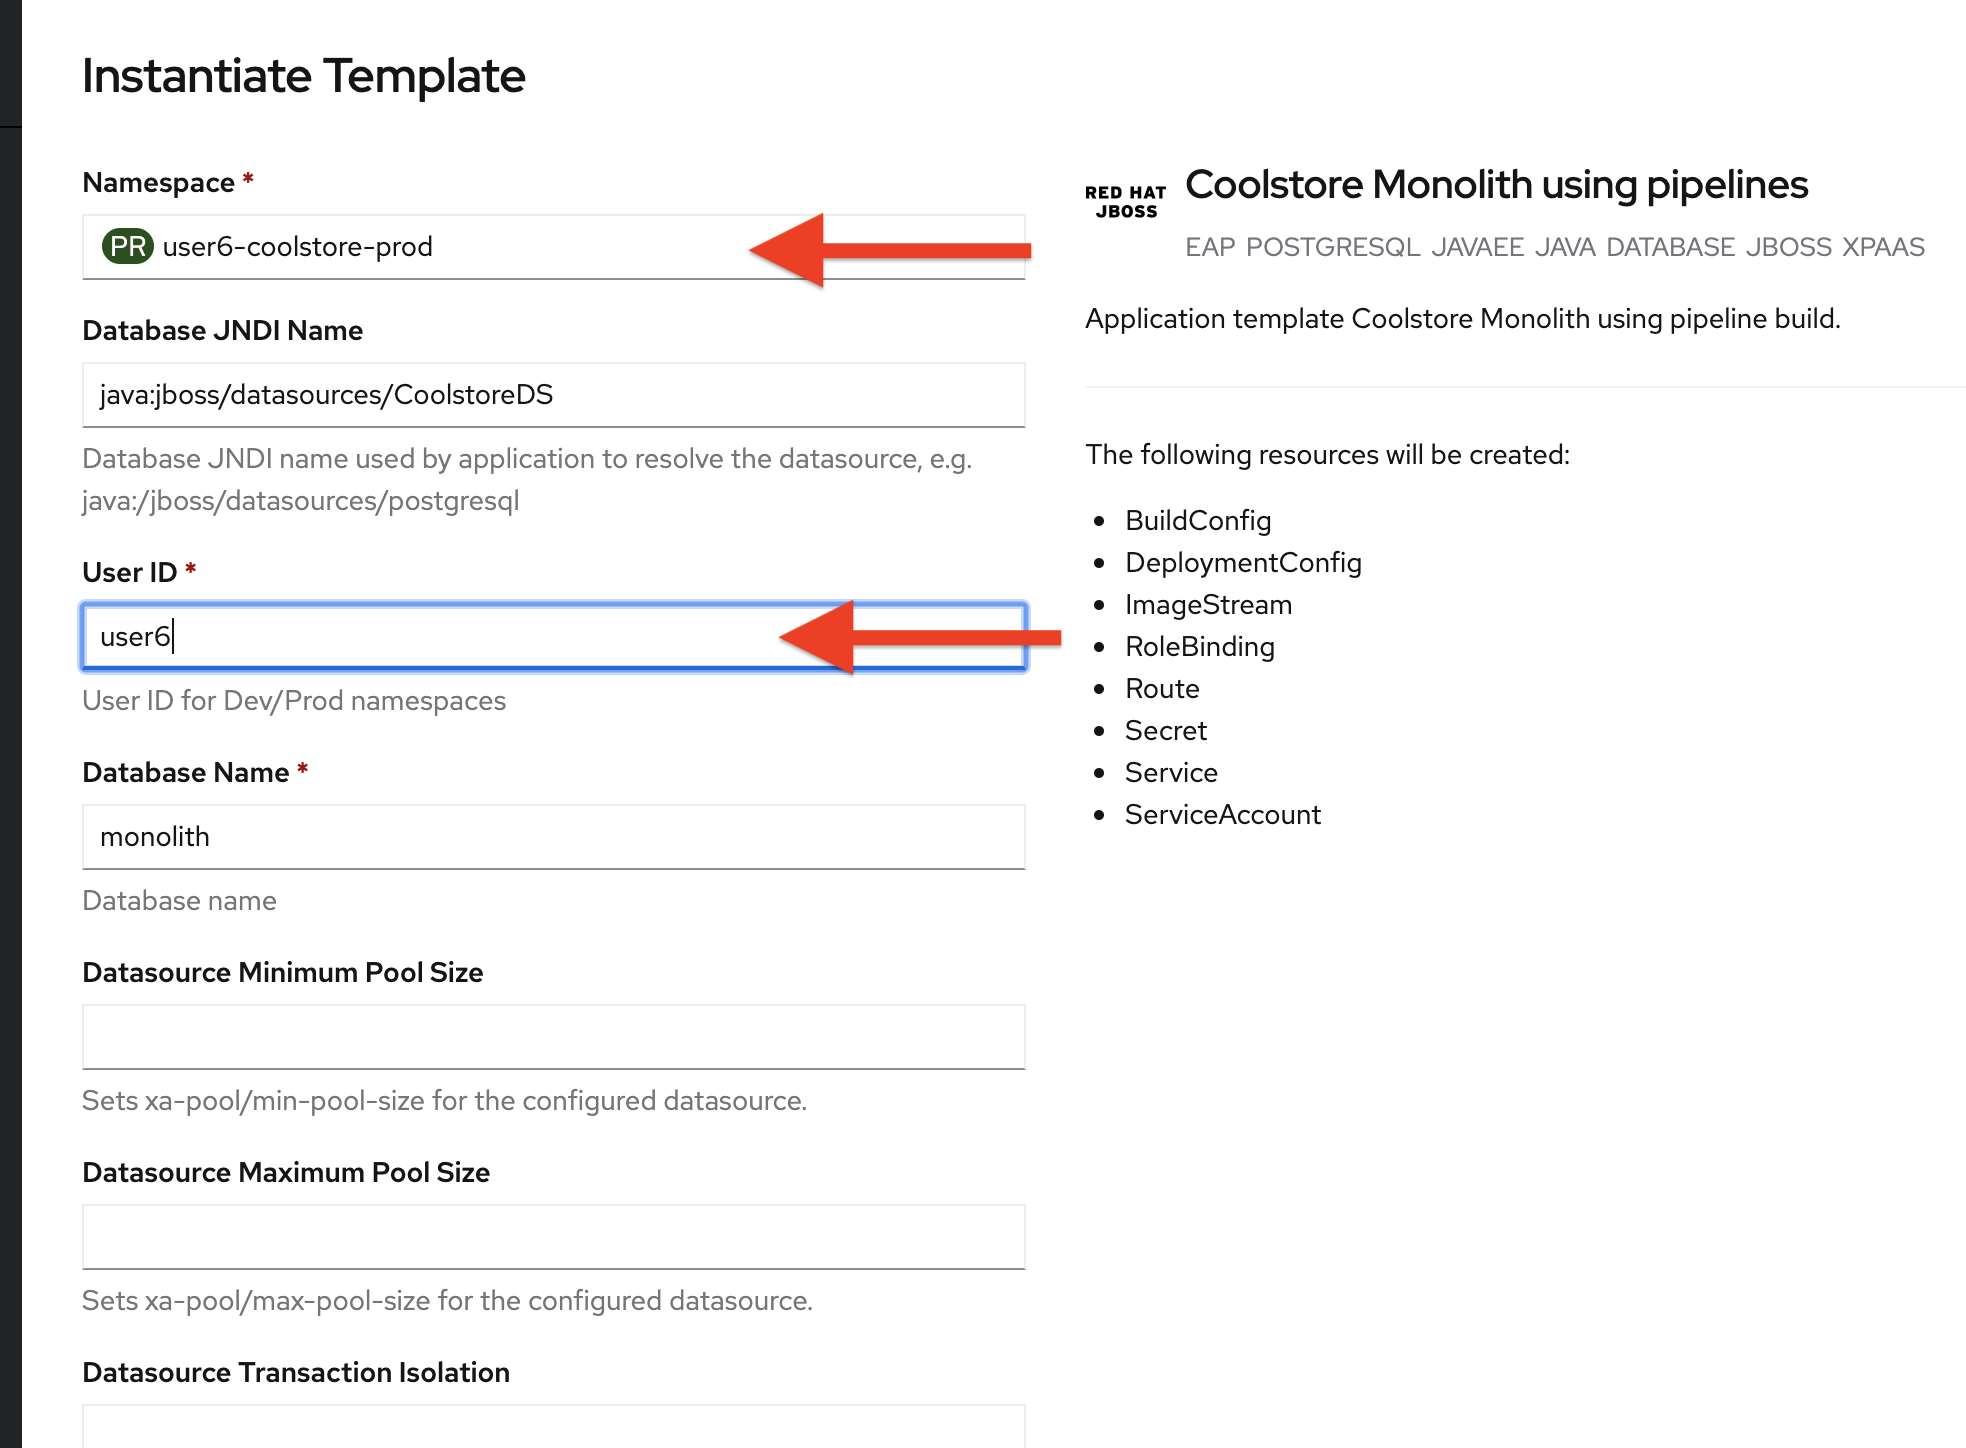 Instantiate Template
Namespace *
PR user6-coolstore-prod
Database JNDI Name
java:jboss/datasources/CoolstoreDS
Database JNDI name used by application to resolve the datasource, e.g.
java:/jboss/datasources/postgresql
User ID *
user6
User ID for Dev/Prod namespaces
Database Name *
monolith
Database name
Datasource Minimum Pool Size
Sets xa-pool/min-pool-size for the configured datasource.
Datasource Maximum Pool Size
Sets xa-pool/max-pool-size for the configured datasource.
Datasource Transaction Isolation
RED HAT
JBOSS
Coolstore Monolith using pipelines
EAP POSTGRESQL JAVAEE JAVA DATABASE JBOSS XPAAS
Application template Coolstore Monolith using pipeline build.
The following resources will be created:
BuildConfig
DeploymentConfig
ImageStream
RoleBinding
Route
Secret
Service
ServiceAccount